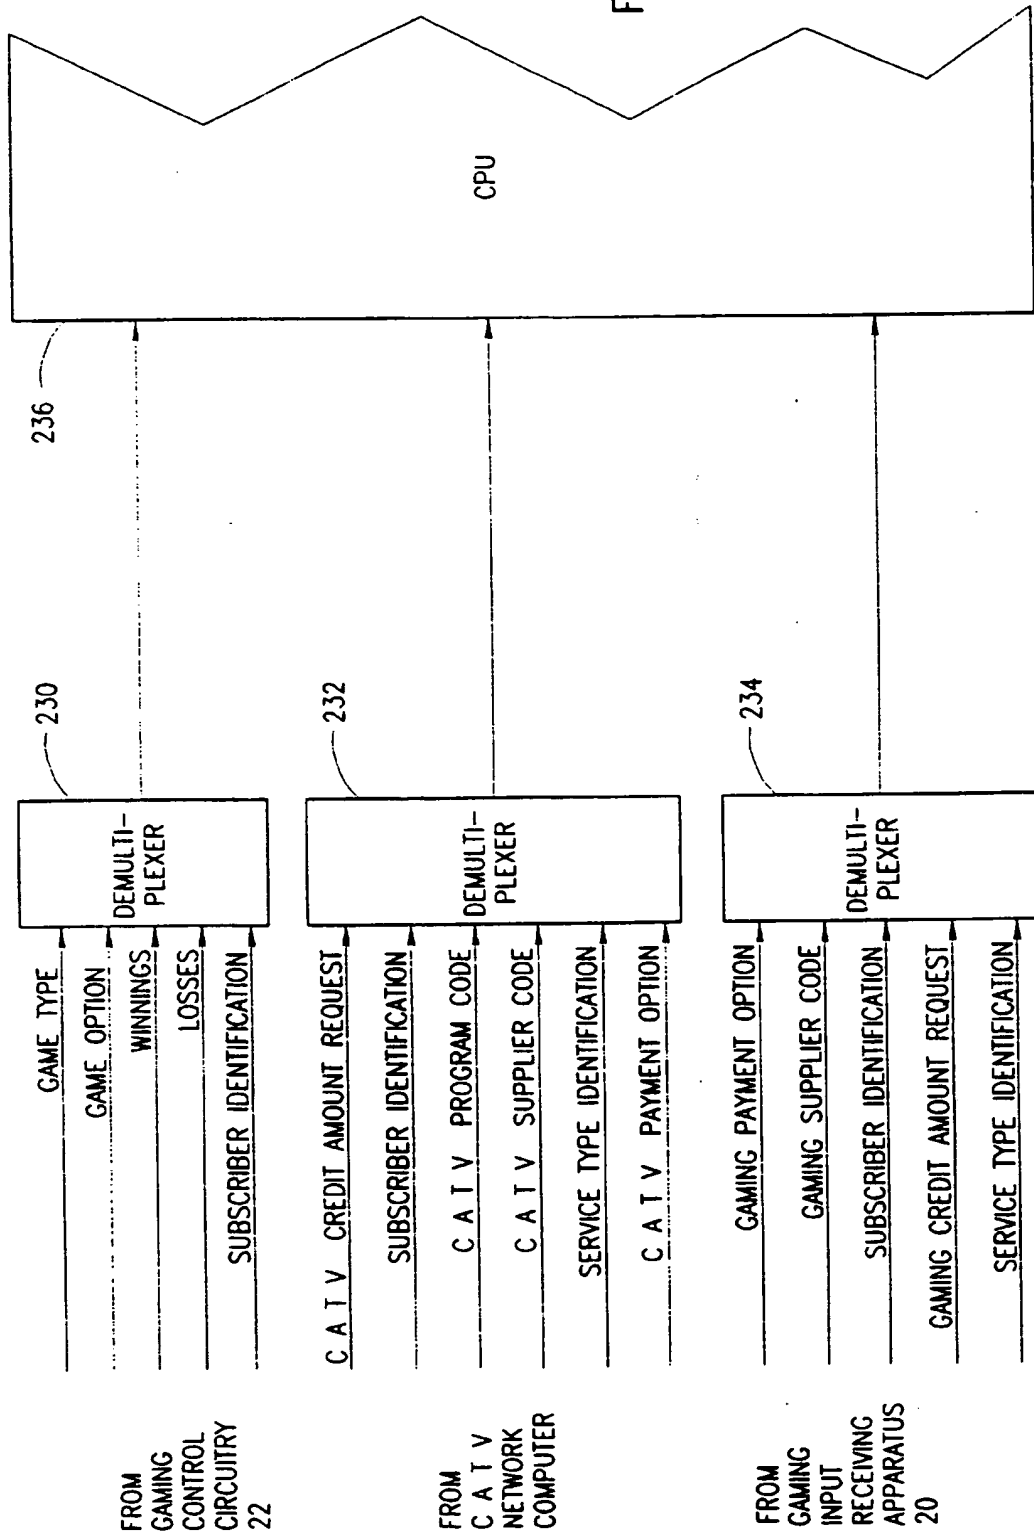 F
236
CPU
230
232
234
DEMULTI-
PLEXER
DEMULTI-
PLEXER
DEMULTI-
PLEXER
GAME TYPE
GAME OPTION
WINNINGS
LOSSES
SUBSCRIBER IDENTIFICATION
C A T V CREDIT AMOUNT REQUEST
SUBSCRIBER IDENTIFICATION
C A T V PROGRAM CODE
C A T V SUPPLIER CODE
SERVICE TYPE IDENTIFICATION
C A T V PAYMENT OPTION
GAMING PAYMENT OPTION
GAMING SUPPLIER CODE
SUBSCRIBER IDENTIFICATION
GAMING CREDIT AMOUNT REQUEST
SERVICE TYPE IDENTIFICATION
FROM
GAMING
CONTROL
CIRCUITRY
22
FROM
C A T V
NETWORK
COMPUTER
FROM
GAMING
INPUT
RECEIVING
APPARATUS
20